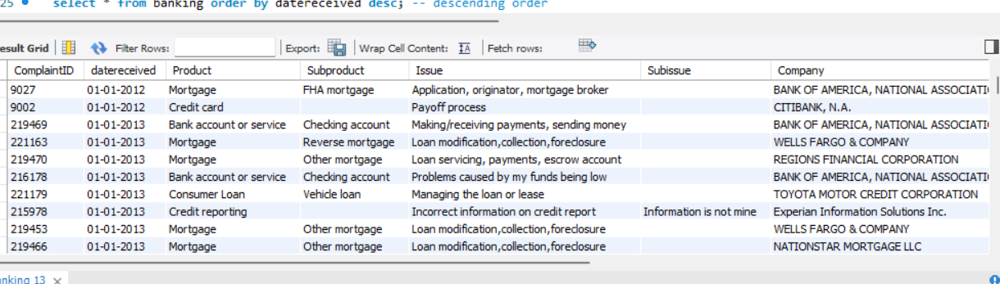 25 select * from banking order by datereceived desc; -- descending order
esult Grid Filter Rows: Export: Wrap Cell Content: IA Fetch rows:
ComplaintID datereceived Product Subproduct Issue Subissue Company
9027 01-01-2012 Mortgage FHA mortgage Application, originator, mortgage broker BANK OF AMERICA, NATIONAL ASSOCIATI
9002 01-01-2012 Credit card Payoff process CITIBANK, N.A.
219469 01-01-2013 Bank account or service Checking account Making/receiving payments, sending money BANK OF AMERICA, NATIONAL ASSOCIATI
221163 01-01-2013 Mortgage Reverse mortgage Loan modification,collection,foreclosure WELLS FARGO & COMPANY
219470 01-01-2013 Mortgage Other mortgage Loan servicing, payments, escrow account REGIONS FINANCIAL CORPORATION
216178 01-01-2013 Bank account or service Checking account Problems caused by my funds being low BANK OF AMERICA, NATIONAL ASSOCIATI
221179 01-01-2013 Consumer Loan Vehicle loan Managing the loan or lease TOYOTA MOTOR CREDIT CORPORATION
215978 01-01-2013 Credit reporting Incorrect information on credit report Information is not mine Experian Information Solutions Inc.
219453 01-01-2013 Mortgage Other mortgage Loan modification,collection,foreclosure WELLS FARGO & COMPANY
219466 01-01-2013 Mortgage Other mortgage Loan modification,collection,foreclosure NATIONSTAR MORTGAGE LLC
anking 13